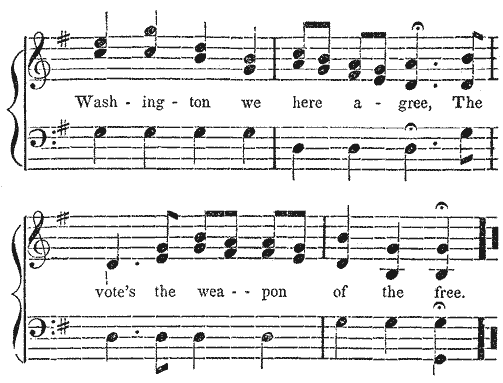 Wash - ing - ton we here a - gree, The
vote's the wea - - pon of the free.